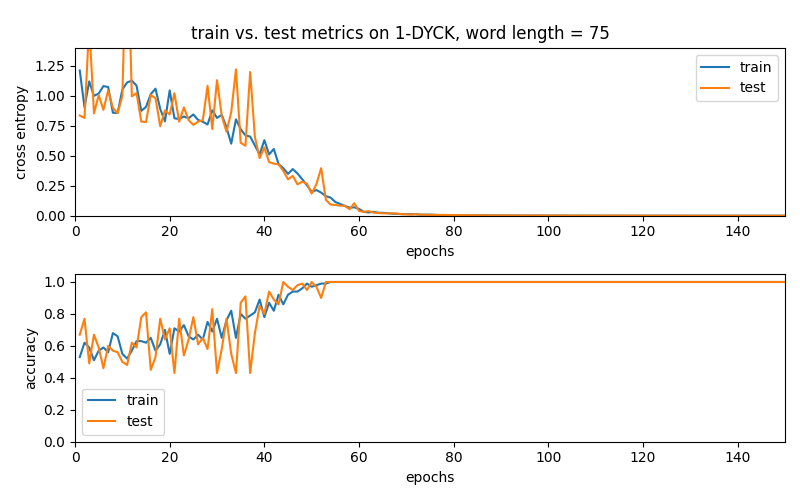 train vs. test metrics on 1-DYCK, word length = 75
1.25
1.00
0.75
0.50
0.25
0.00
cross entropy
train
test
0 20 40 60 80 100 120 140
epochs
1.0
0.8
0.6
0.4
0.2
0.0
accuracy
train
test
0 20 40 60 80 100 120 140
epochs